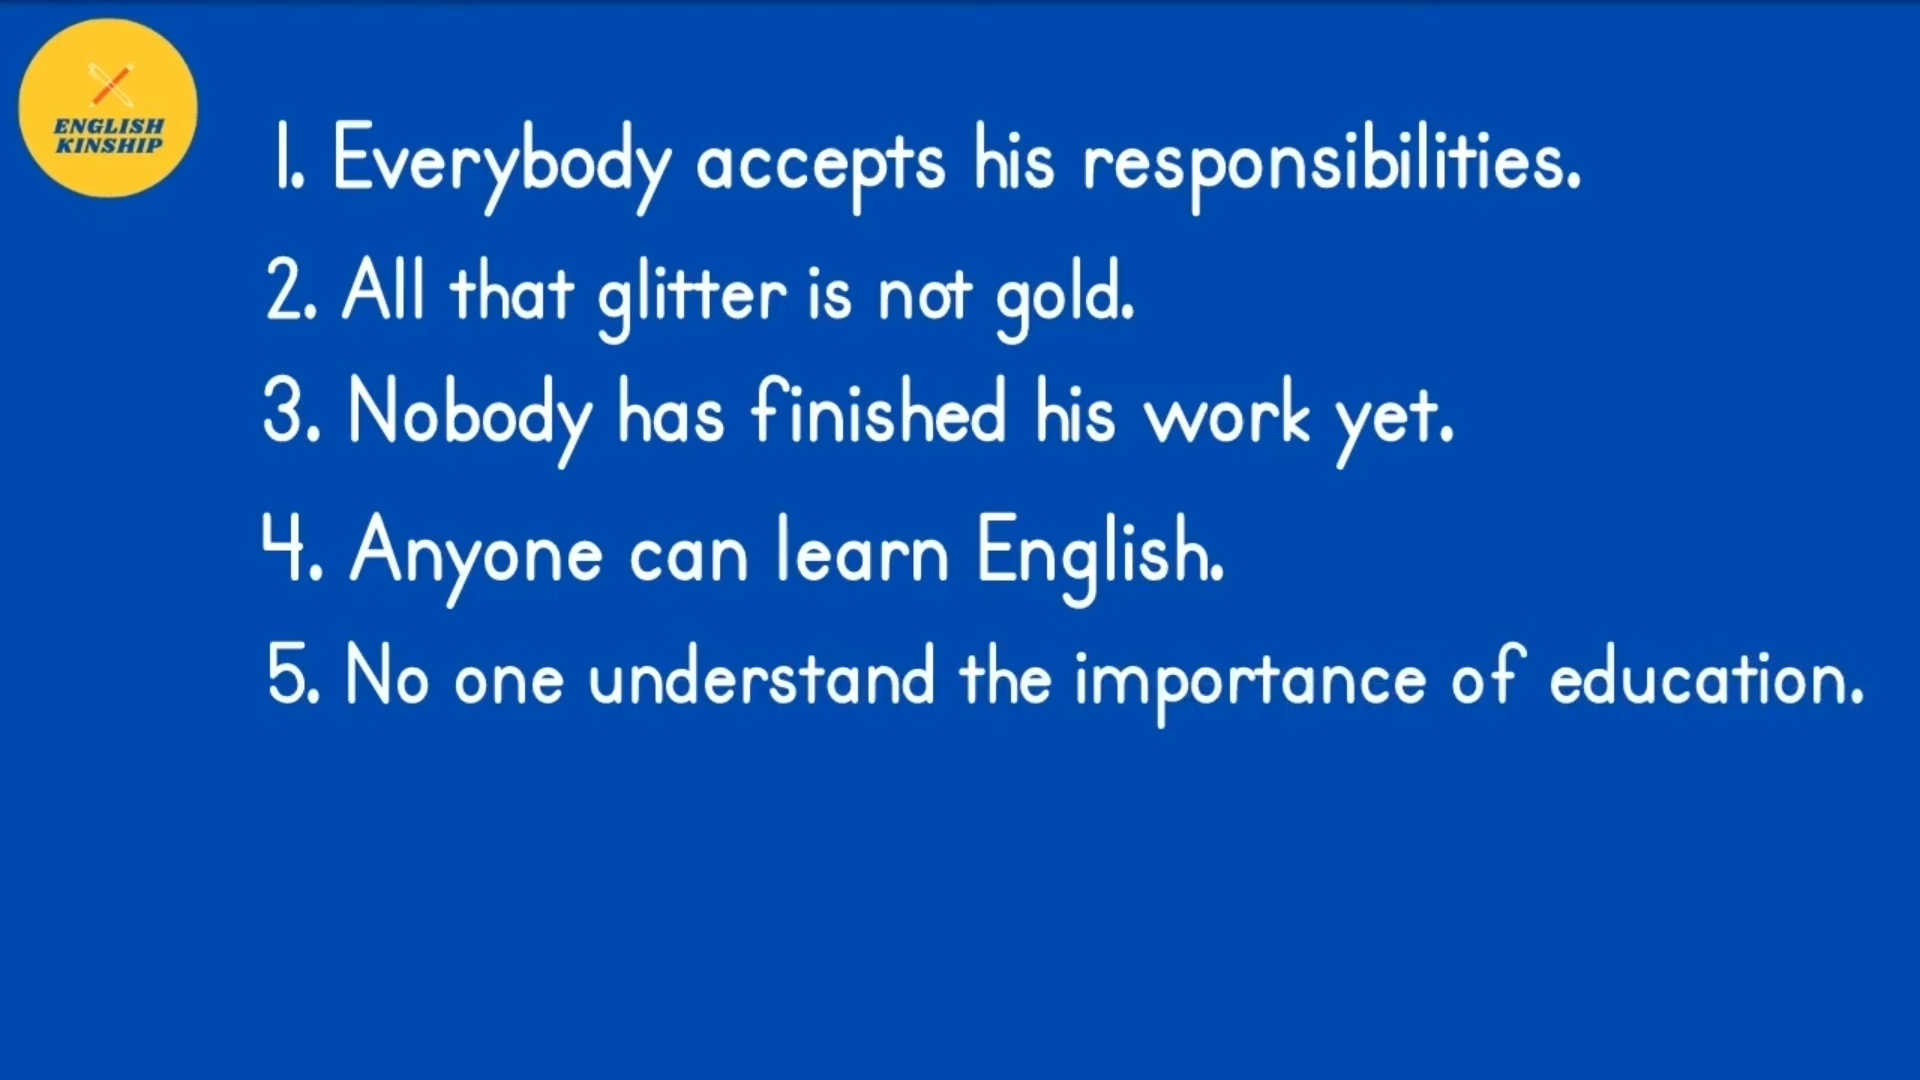 ENGLISH
KINSHIP
1. Everybody accepts his responsibilities.
2. All that glitter is not gold.
3. Nobody has finished his work yet.
4. Anyone can learn English.
5. No one understand the importance of education.